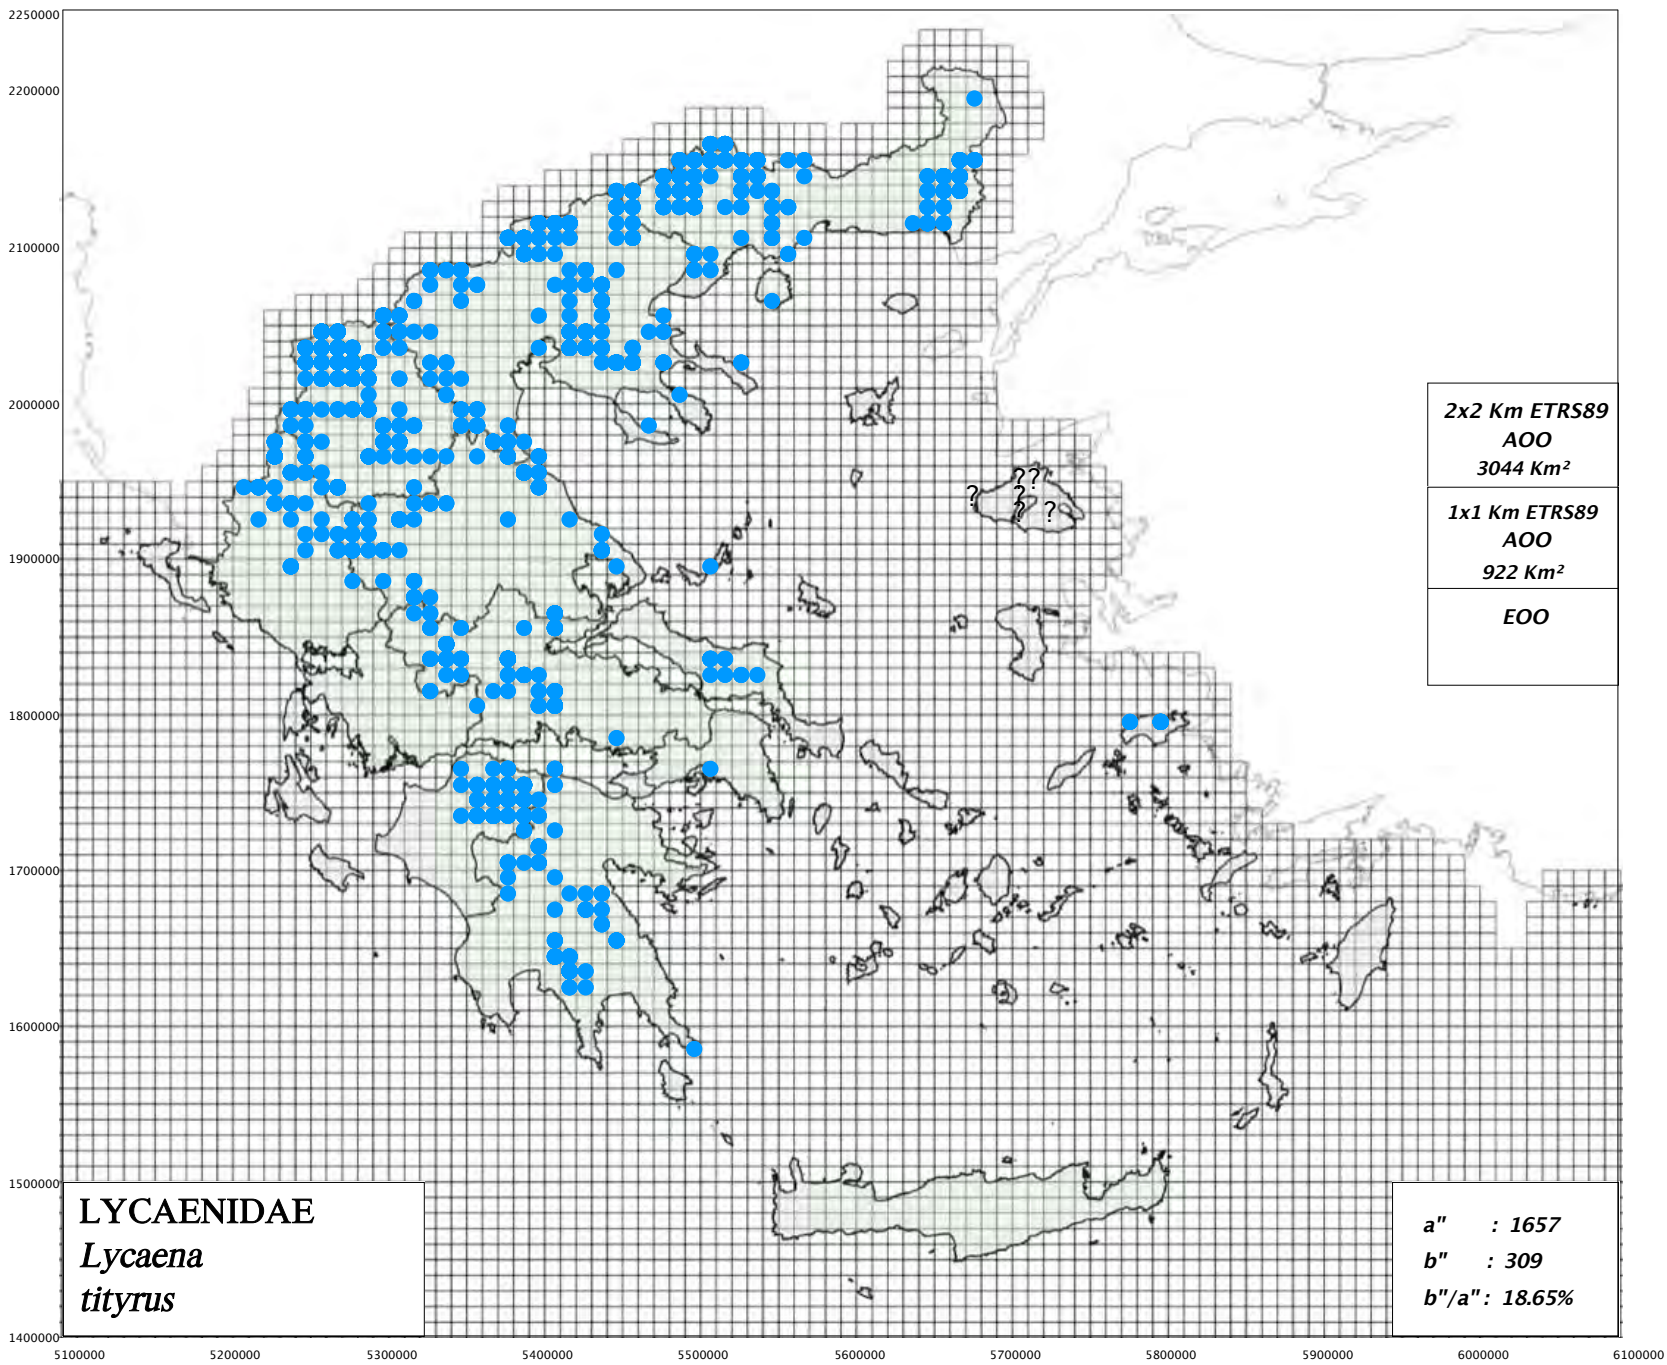 2250000
2200000
2100000
2000000
1900000
1800000
1700000
1600000
1500000
1400000
? ?
? ?
? ?
2x2 Km ETRS89
AOO
3044 Km²
1x1 Km ETRS89
AOO
922 Km²
EOO
LYCAENIDAE
Lycaena
tityrus
a" : 1657
b" : 309
b"/a" : 18.65%
5100000 5200000 5300000 5400000 5500000 5600000 5700000 5800000 5900000 6000000 6100000